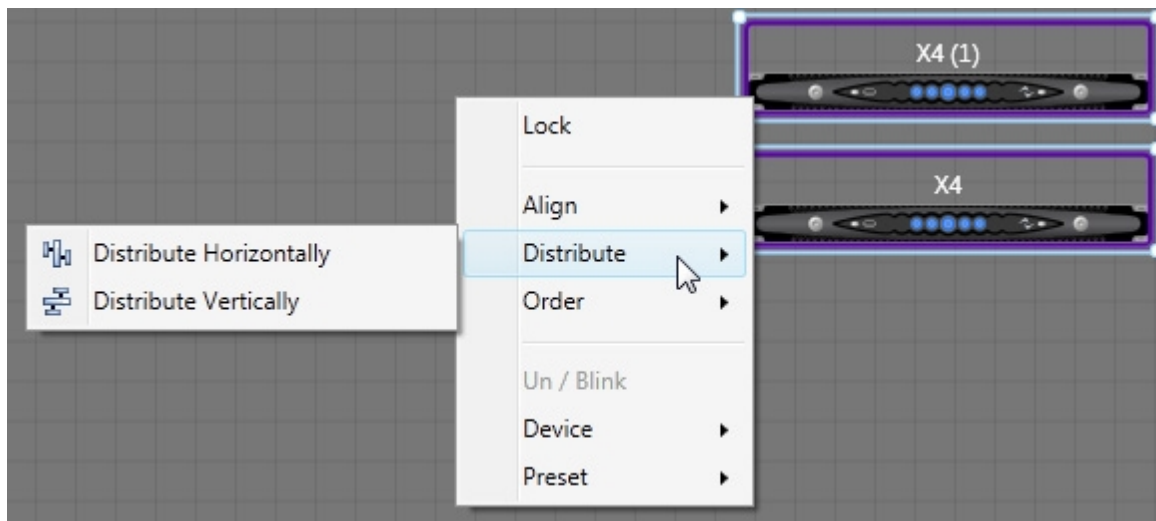 X4 (1)
Lock
Align
X4
Distribute
Distribute Horizontally
Distribute Vertically
Order
Un / Blink
Device
Preset